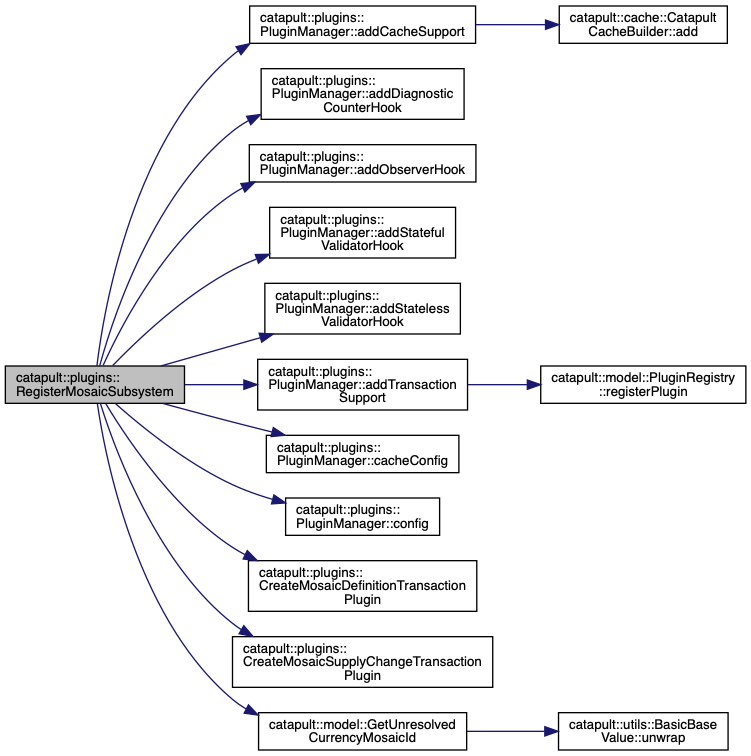 catapult::plugins::
PluginManager::addCacheSupport
catapult::cache::Catapult
CacheBuilder::add
catapult::plugins::
PluginManager::addDiagnostic
CounterHook
catapult::plugins::
PluginManager::addObserverHook
catapult::plugins::
PluginManager::addStateful
ValidatorHook
catapult::plugins::
PluginManager::addStateless
ValidatorHook
catapult::plugins::
RegisterMosaicSubsystem
catapult::plugins::
PluginManager::addTransaction
Support
catapult::model::PluginRegistry
::registerPlugin
catapult::plugins::
PluginManager::cacheConfig
catapult::plugins::
PluginManager::config
catapult::plugins::
CreateMosaicDefinitionTransaction
Plugin
catapult::plugins::
CreateMosaicSupplyChangeTransaction
Plugin
catapult::model::GetUnresolved
CurrencyMosaicId
catapult::utils::BasicBase
Value::unwrap